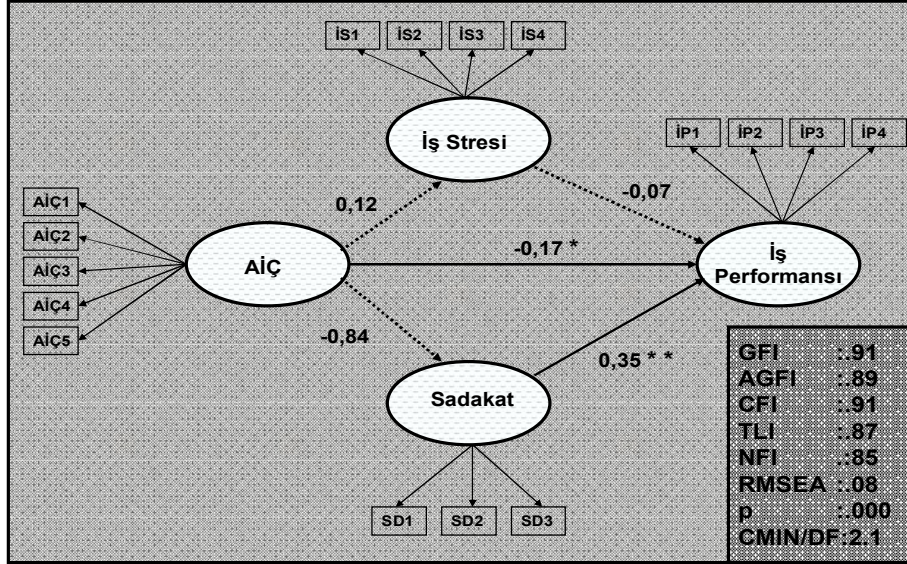 İS1 İS2 İS3 İS4
İş Stresi
İP1 İP2 İP3 İP4
0,12
-0,07
AİÇ1
AİÇ2
AİÇ3
AİÇ4
AİÇ5
AİÇ
-0,17 *
İş
Performansı
-0,84
0,35 * *
Sadakat
SD1 SD2 SD3
GFI :.91
AGFI :.89
CFI :.91
TLI :.87
NFI .:85
RMSEA :.08
p :.000
CMIN/DF:2.1